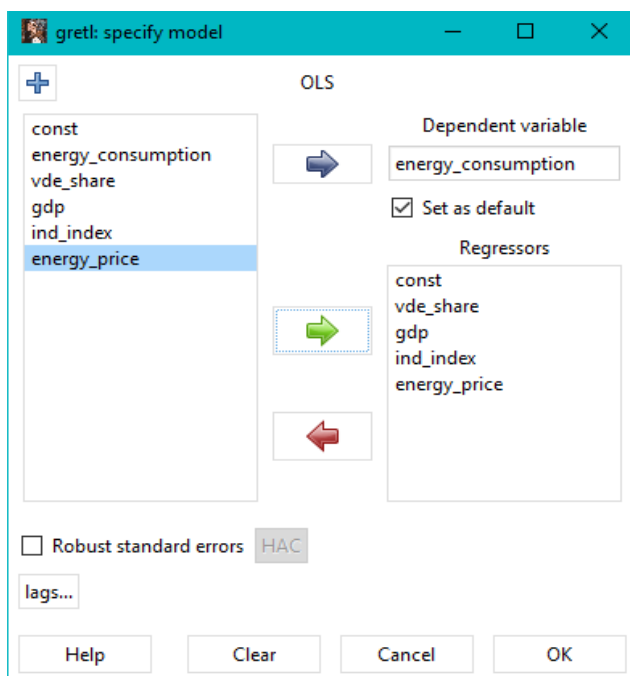 gretl: specify model
OLS
const
energy_consumption
vde_share
gdp
ind_index
energy_price
Dependent variable
energy_consumption
Set as default
Regressors
const
vde_share
gdp
ind_index
energy_price
Robust standard errors
HAC
lags...
Help
Clear
Cancel
OK